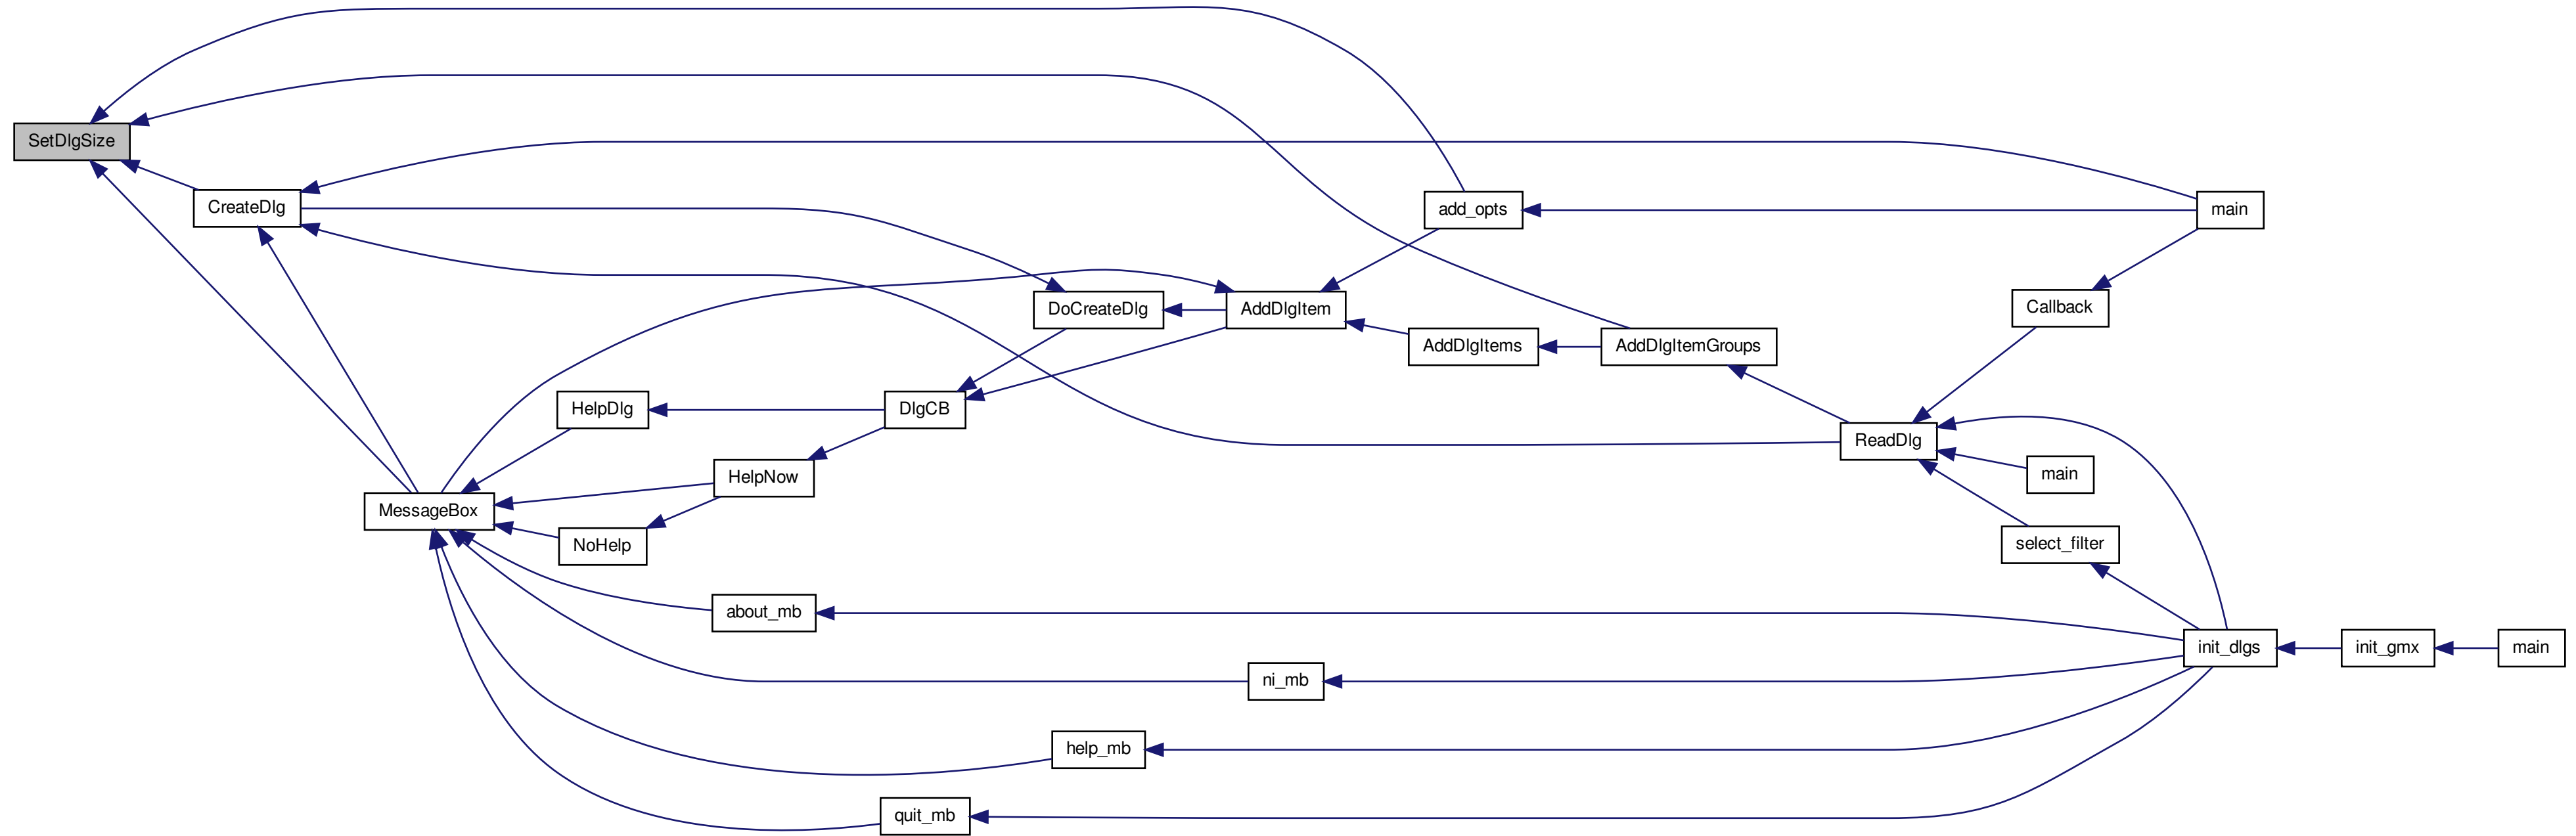 SetDlgSize
CreateDlg
add_opts
main
DoCreateDlg
AddDlgItem
Callback
AddDlgItems
AddDlgItemGroups
HelpDlg
DlgCB
ReadDlg
HelpNow
main
MessageBox
NoHelp
select_filter
about_mb
init_dlgs
init_gmx
main
ni_mb
help_mb
quit_mb